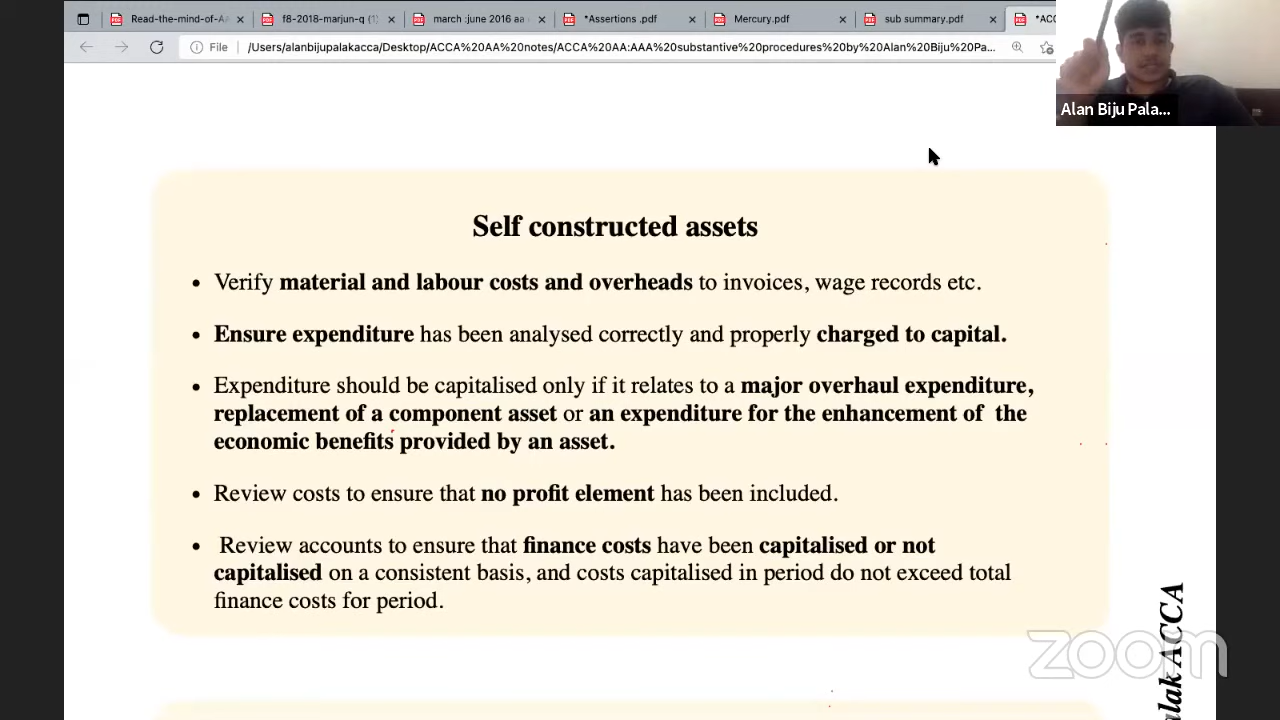 Read-the-mind-of-A
f8-2018-marjun-q (1)
march :june 2016 aa
*Assertions .pdf
Mercury.pdf
sub summary.pdf
*ACC
File
/Users/alanbijupalakacca/Desktop/ACCA%20AA%20notes/ACCA%20AA:AAA%20substantive%20procedures%20by%20Alan%20Biju%20Pa...
Alan Biju Pala...
Self constructed assets
• Verify material and labour costs and overheads to invoices, wage records etc.
• Ensure expenditure has been analysed correctly and properly charged to capital.
• Expenditure should be capitalised only if it relates to a major overhaul expenditure,
replacement of a component asset or an expenditure for the enhancement of the
economic benefits provided by an asset.
• Review costs to ensure that no profit element has been included.
• Review accounts to ensure that finance costs have been capitalised or not
capitalised on a consistent basis, and costs capitalised in period do not exceed total
finance costs for period.
alak ACCA
zoom